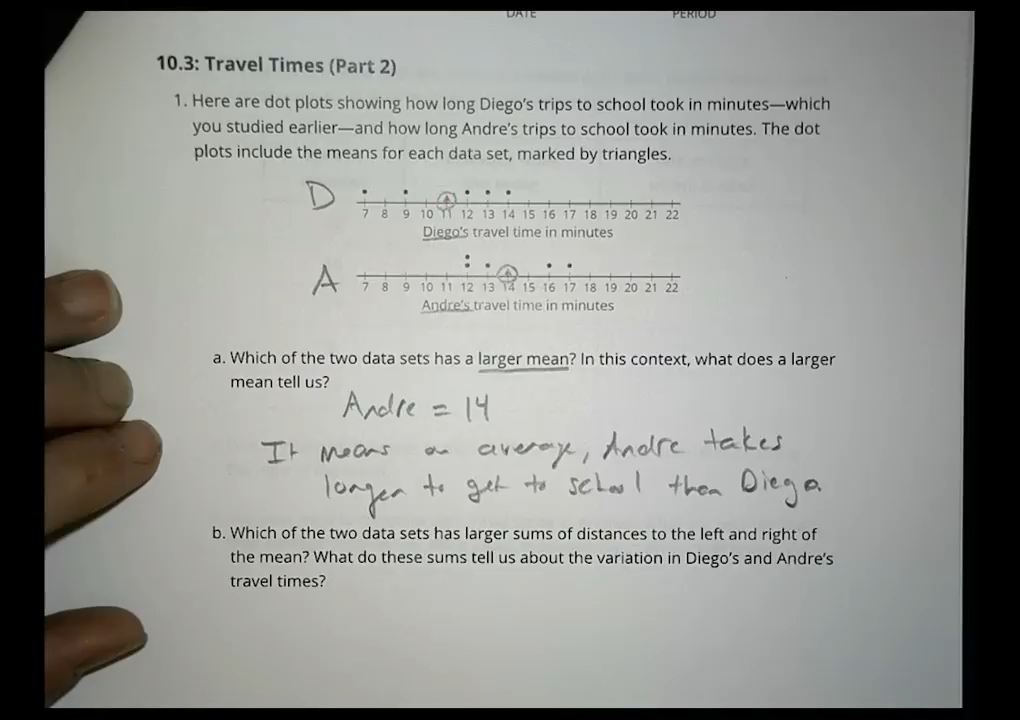 DATE PERIOD
10.3: Travel Times (Part 2)
1. Here are dot plots showing how long Diego's trips to school took in minutes—which
you studied earlier—and how long Andre's trips to school took in minutes. The dot
plots include the means for each data set, marked by triangles.
D
7 8 9 10 11 12 13 14 15 16 17 18 19 20 21 22
Diego's travel time in minutes
A
7 8 9 10 11 12 13 14 15 16 17 18 19 20 21 22
Andre's travel time in minutes
a. Which of the two data sets has a larger mean? In this context, what does a larger
mean tell us?
Andre = 14
It means on average, Andre takes
longer to get to school then Diego.
b. Which of the two data sets has larger sums of distances to the left and right of
the mean? What do these sums tell us about the variation in Diego's and Andre's
travel times?